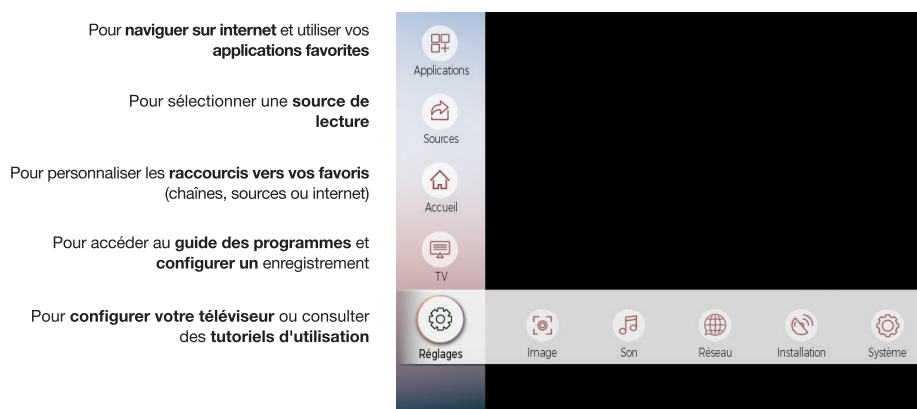 Pour naviguer sur internet et utiliser vos
applications favorites
Applications
Pour sélectionner une source de
lecture
Sources
Pour personnaliser les raccourcis vers vos favoris
(chaînes, sources ou internet)
Accueil
Pour accéder au guide des programmes et
configurer un enregistrement
TV
Pour configurer votre téléviseur ou consulter
des tutoriels d'utilisation
Réglages
Image
Son
Réseau
Installation
Système